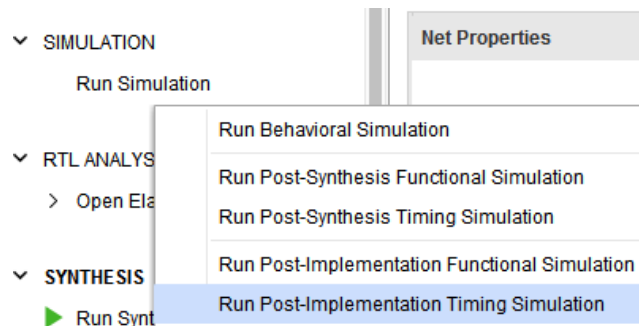 SIMULATION
Net Properties
Run Simulation
Run Behavioral Simulation
RTL ANALYS
Run Post-Synthesis Functional Simulation
Open Ela
Run Post-Synthesis Timing Simulation
Run Post-Implementation Functional Simulation
SYNTHESIS
Run Post-Implementation Timing Simulation
Run Synt